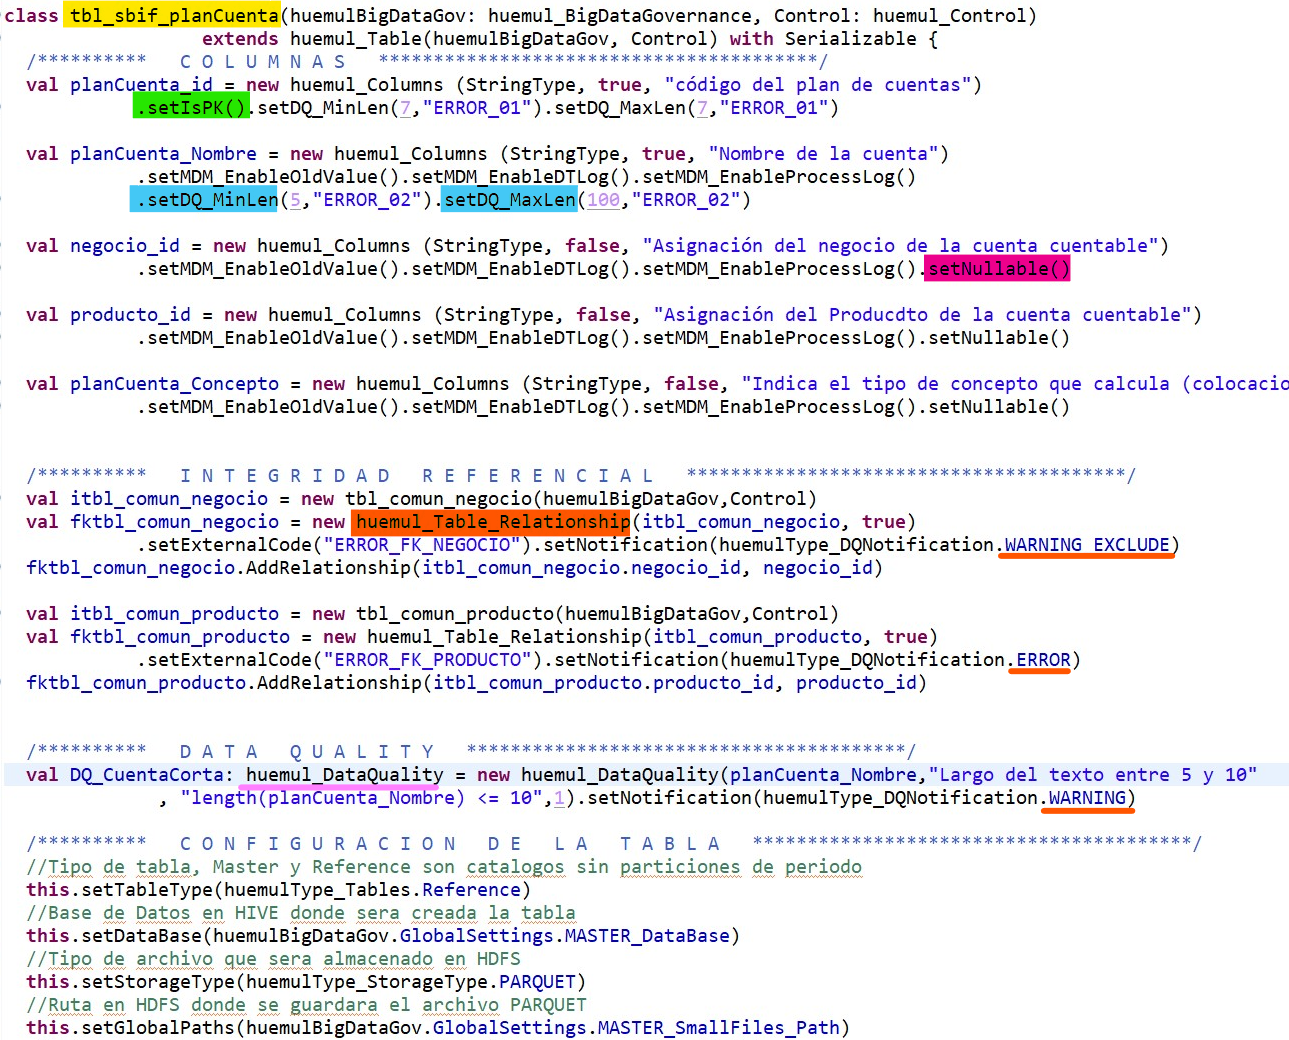 class tbl_sbif_planCuenta(huemulBigDataGov: huemul_BigDataGovernance, Control: huemul_Control)
extends huemul_Table(huemulBigDataGov, Control) with Serializable {
/********** C O L U M N A S ****************************************/
val planCuenta_id = new huemul_Columns (StringType, true, "código del plan de cuentas")
.setIsPK().setDQ_MinLen(7,"ERROR_01").setDQ_MaxLen(7,"ERROR_01")
val planCuenta_Nombre = new huemul_Columns (StringType, true, "Nombre de la cuenta")
.setMDM_EnableOldValue().setMDM_EnableDTLog().setMDM_EnableProcessLog()
.setDQ_MinLen(5,"ERROR_02").setDQ_MaxLen(100,"ERROR_02")
val negocio_id = new huemul_Columns (StringType, false, "Asignación del negocio de la cuenta cuentable")
.setMDM_EnableOldValue().setMDM_EnableDTLog().setMDM_EnableProcessLog().setNullable()
val producto_id = new huemul_Columns (StringType, false, "Asignación del Producdto de la cuenta cuentable")
.setMDM_EnableOldValue().setMDM_EnableDTLog().setMDM_EnableProcessLog().setNullable()
val planCuenta_Concepto = new huemul_Columns (StringType, false, "Indica el tipo de concepto que calcula (colocacio
.setMDM_EnableOldValue().setMDM_EnableDTLog().setMDM_EnableProcessLog().setNullable()
/********** I N T E G R I D A D R E F E R E N C I A L ****************************************/
val itbl_comun_negocio = new tbl_comun_negocio(huemulBigDataGov,Control)
val fktbl_comun_negocio = new huemul_Table_Relationship(itbl_comun_negocio, true)
.setExternalCode("ERROR_FK_NEGOCIO").setNotification(huemulType_DQNotification.WARNING_EXCLUDE)
fktbl_comun_negocio.AddRelationship(itbl_comun_negocio.negocio_id, negocio_id)
val itbl_comun_producto = new tbl_comun_producto(huemulBigDataGov,Control)
val fktbl_comun_producto = new huemul_Table_Relationship(itbl_comun_producto, true)
.setExternalCode("ERROR_FK_PRODUCTO").setNotification(huemulType_DQNotification.ERROR)
fktbl_comun_producto.AddRelationship(itbl_comun_producto.producto_id, producto_id)
/********** D A T A Q U A L I T Y ****************************************/
val DQ_CuentaCorta: huemul_DataQuality = new huemul_DataQuality(planCuenta_Nombre,"Largo del texto entre 5 y 10"
, "length(planCuenta_Nombre) <= 10",1).setNotification(huemulType_DQNotification.WARNING)
/********** C O N F I G U R A C I O N D E L A T A B L A ****************************************/
//Tipo de tabla, Master y Reference son catalogos sin particiones de periodo
this.setTableType(huemulType_Tables.Reference)
//Base de Datos en HIVE donde sera creada la tabla
this.setDataBase(huemulBigDataGov.GlobalSettings.MASTER_DataBase)
//Tipo de archivo que sera almacenado en HDFS
this.setStorageType(huemulType_StorageType.PARQUET)
//Ruta en HDFS donde se guardara el archivo PARQUET
this.setGlobalPaths(huemulBigDataGov.GlobalSettings.MASTER_SmallFiles_Path)